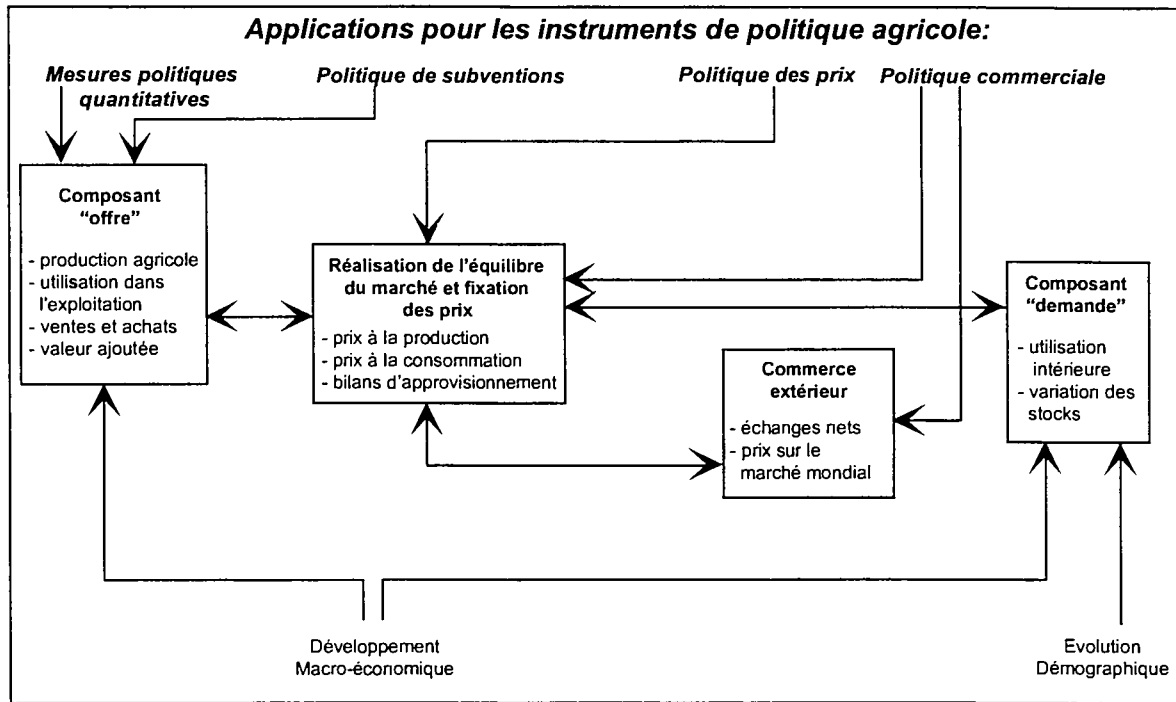 Applications pour les instruments de politique agricole:
Mesures politiques
quantitatives
Politique de subventions
Politique des prix
Politique commerciale
Composant
“offre”
- production agricole
- utilisation dans
l'exploitation
- ventes et achats
- valeur ajoutée
Réalisation de l'équilibre
du marché et fixation
des prix
- prix à la production
- prix à la consommation
- bilans d'approvisionnement
Commerce
extérieur
- échanges nets
- prix sur le
marché mondial
Composant
“demande”
- utilisation
intérieure
- variation des
stocks
Développement
Macro-économique
Evolution
Démographique